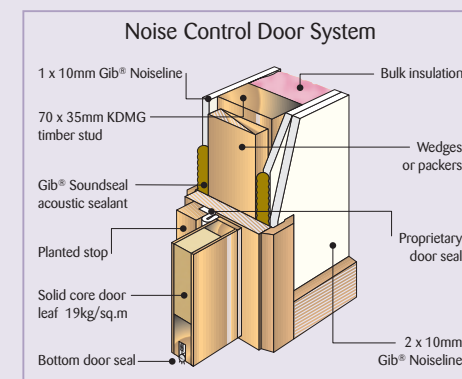 Noise Control Door System
1 x 10mm Gib® Noiseline
70 x 35mm KDMG
timber stud
Gib® Soundseal
acoustic sealant
Planted stop
Solid core door
leaf 19kg/sq.m
Bottom door seal
Bulk insulation
Wedges
or packers
Proprietary
door seal
2 x 10mm
Gib® Noiseline